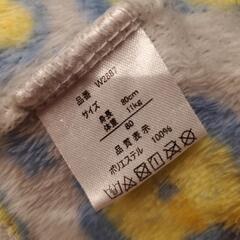 品番 W2887
サイズ 80
身長 80cm
体重 11kg
品質表示
ポリエステル 100%